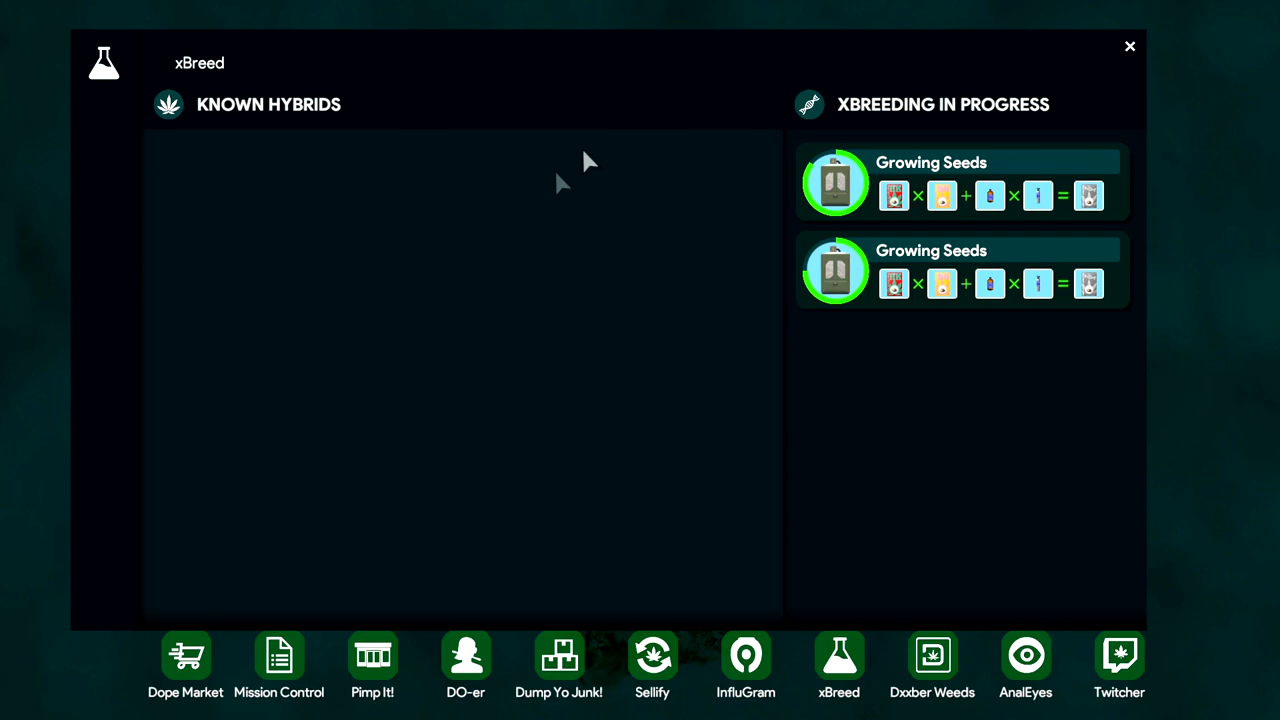 xBreed
KNOWN HYBRIDS
XBREEDING IN PROGRESS
Growing Seeds
Growing Seeds
Dope Market
Mission Control
Pimp It!
DO-er
Dump Yo Junk!
Sellify
InfluGram
xBreed
Dxxber Weeds
AnalEyes
Twitcher